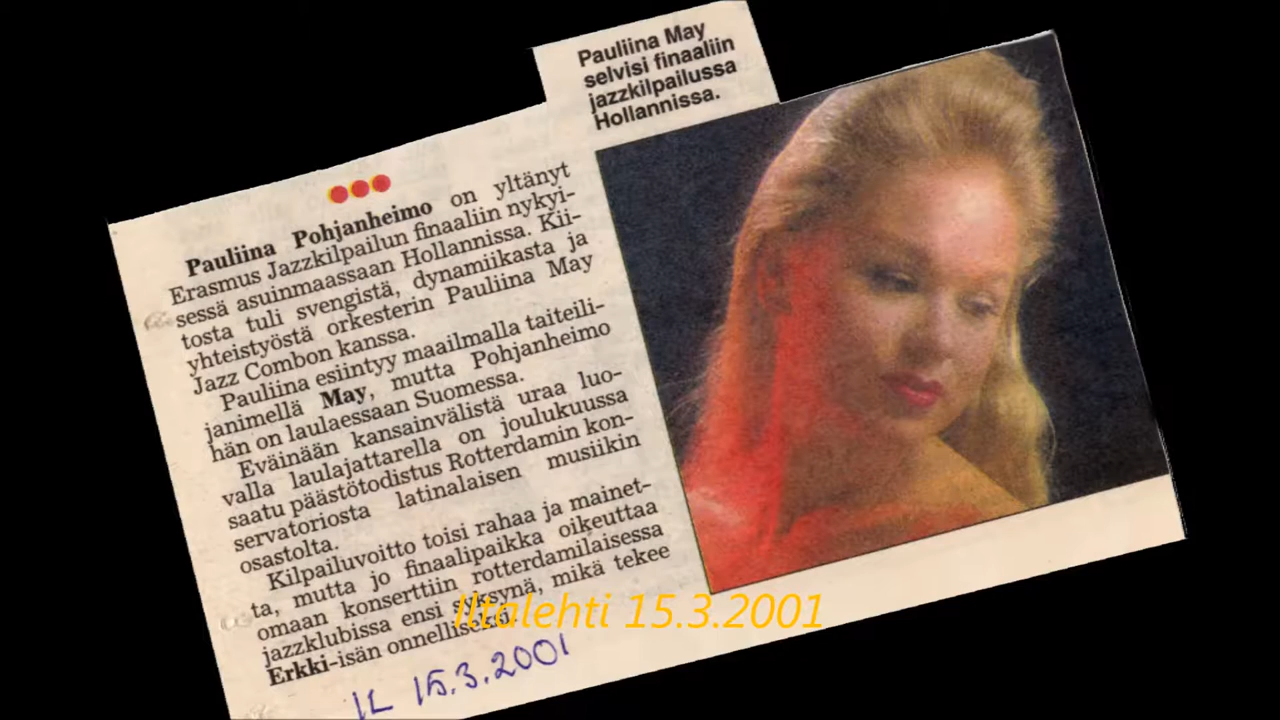 Pauliina May
selvisi finaaliin
jazzkilpailussa
Hollannissa.
Pauliina Pohjanheimo on yltänyt
Erasmus Jazzkilpailun finaaliin nykyi-
sessä asuinmaassaan Hollannissa. Kii-
tosta tuli svengistä, dynamiikasta ja
yhteistyöstä orkesterin Pauliina May
Jazz Combon kanssa.
Pauliina esiintyy maailmalla taiteili-
janimellä May, mutta Pohjanheimo
hän on laulaessaan Suomessa.
Eväinään kansainvälistä uraa luo-
valla laulajattarella on joulukuussa
saatu päästötodistus Rotterdamin kon-
servatoriosta latinalaisen musiikin
osastolta.
Kilpailuvoitto toisi rahaa ja mainet-
ta, mutta jo finaalipaikka oikeuttaa
omaan konserttiin rotterdamilaisessa
jazzklubissa ensi syksynä, mikä tekee
Erkki-isän onnelliseksi.
Iltalehti 15.3.2001
IL 15.3.2001